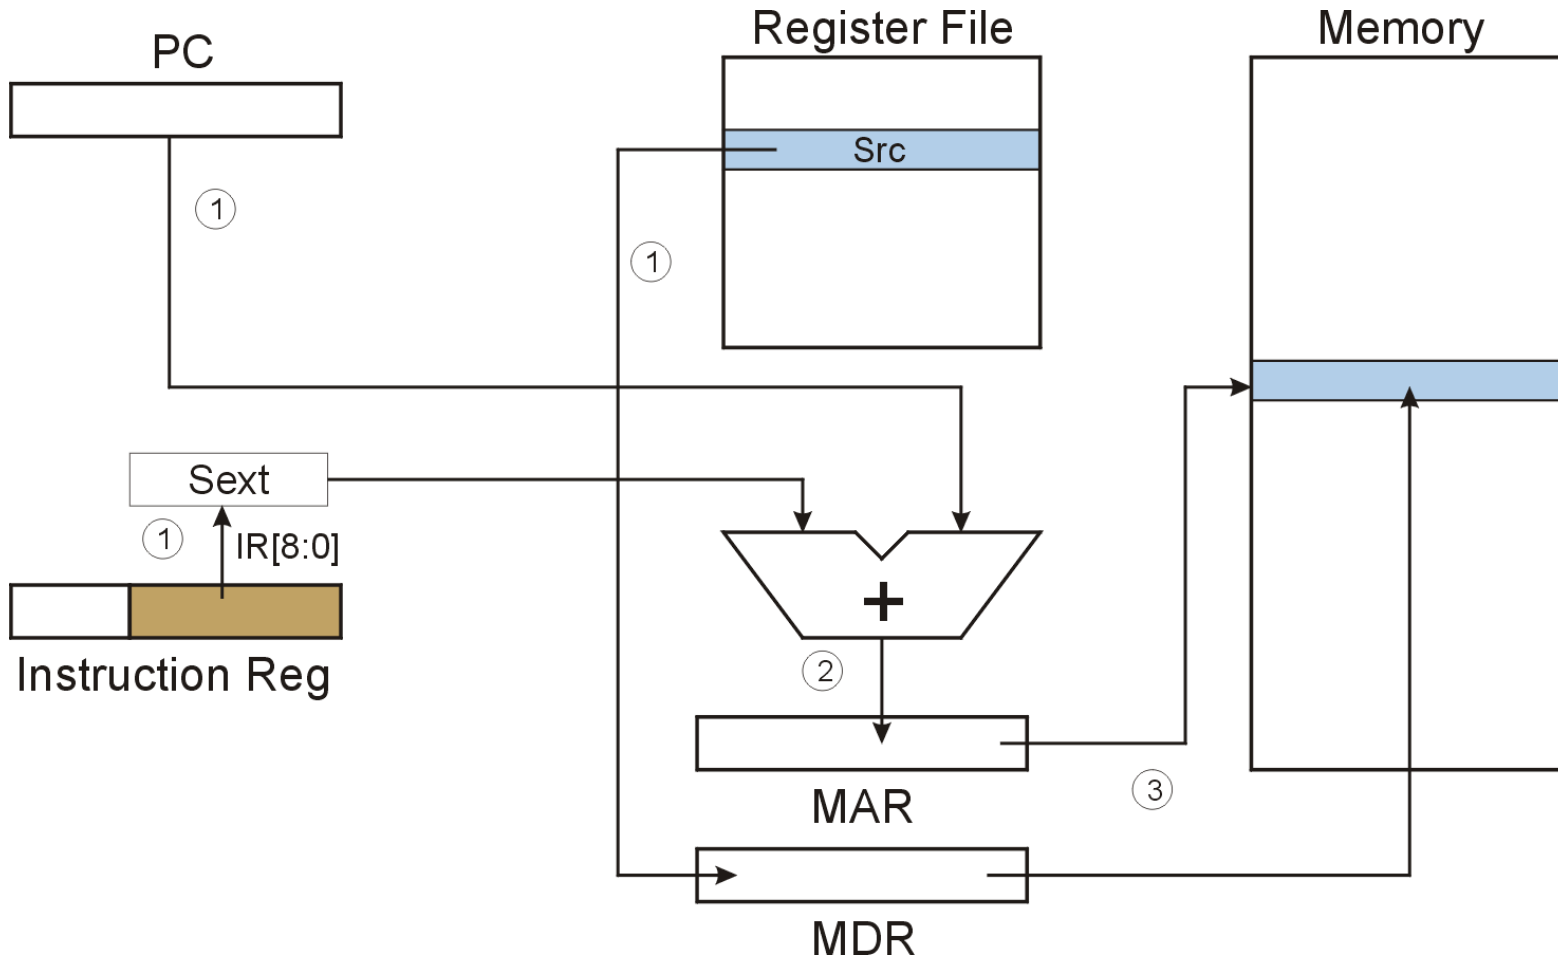 PC
Register File
Memory
Src
1
1
Sext
1
IR[8:0]
+
Instruction Reg
2
MAR
3
MDR